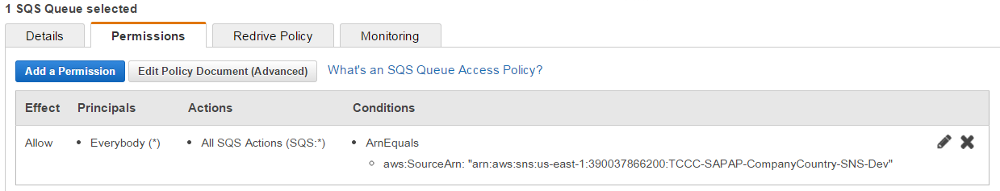 1 SQS Queue selected
Details Permissions Redrive Policy Monitoring
Add a Permission Edit Policy Document (Advanced) What's an SQS Queue Access Policy?
Effect Principals Actions Conditions
Allow Everybody (*) All SQS Actions (SQS:*) ArnEquals
aws:SourceArn: "arn:aws:sns:us-east-1:390037866200:TCCC-SAPAP-CompanyCountry-SNS-Dev"